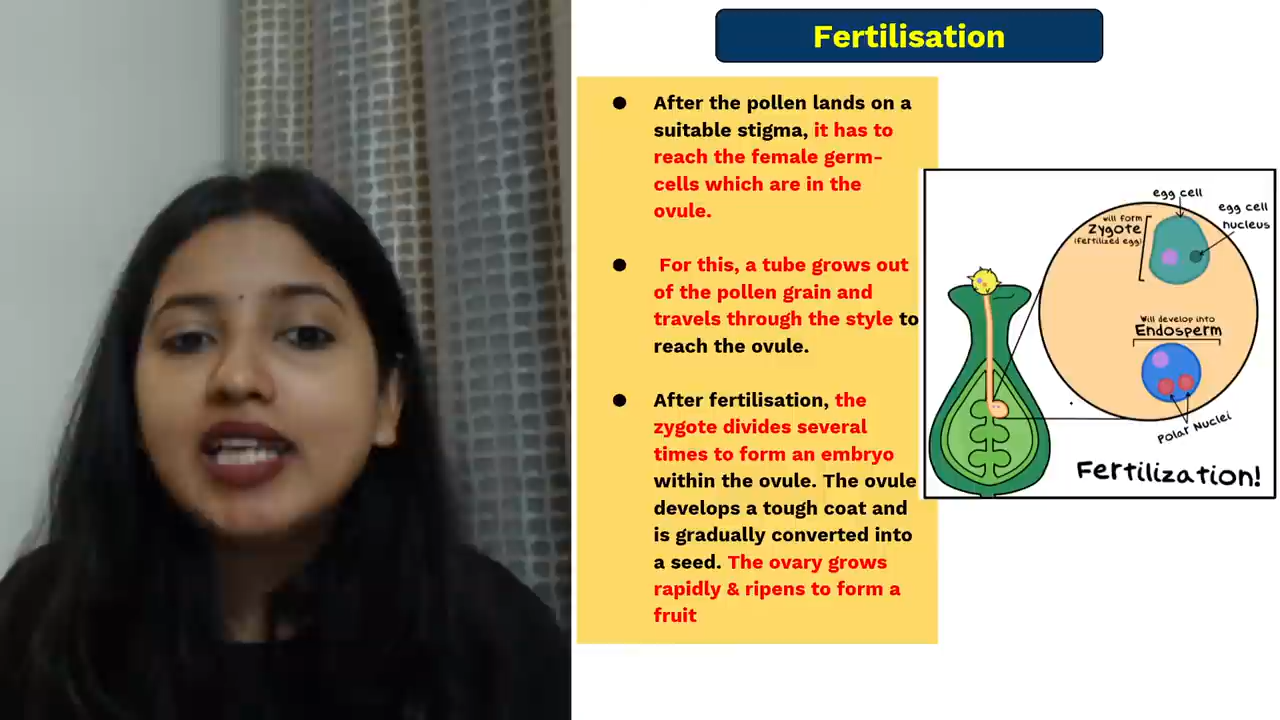 Fertilisation
● After the pollen lands on a
suitable stigma, it has to
reach the female germ-
cells which are in the
ovule.
● For this, a tube grows out
of the pollen grain and
travels through the style to
reach the ovule.
● After fertilisation, the
zygote divides several
times to form an embryo
within the ovule. The ovule
develops a tough coat and
is gradually converted into
a seed. The ovary grows
rapidly & ripens to form a
fruit
egg cell
egg cell
nucleus
will form
zygote
(fertilized egg)
Will develop into
Endosperm
Polar Nuclei
Fertilization!